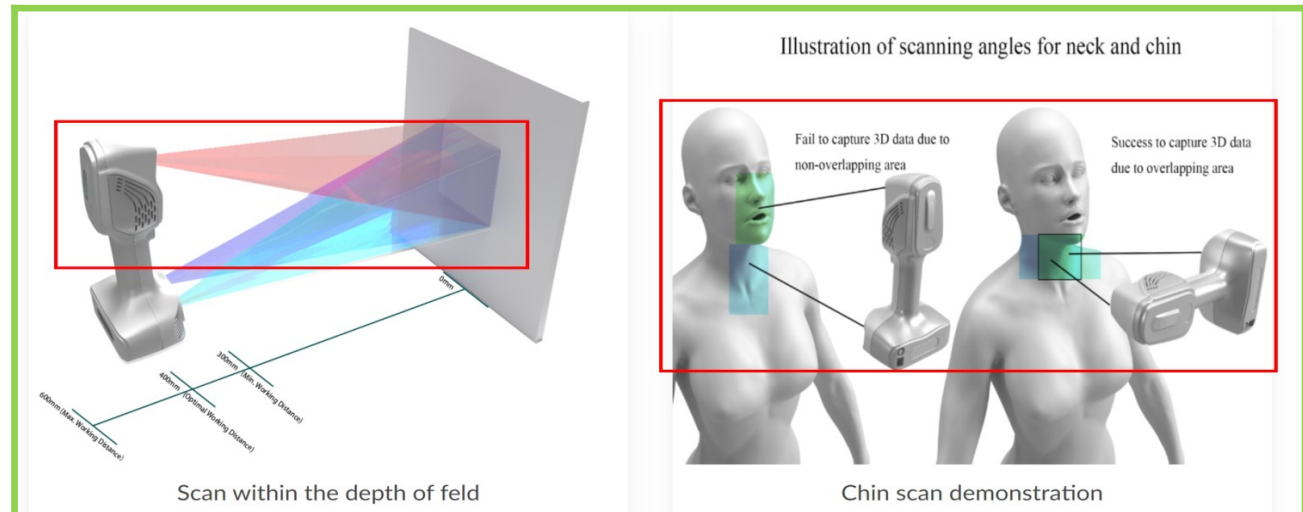 Illustration of scanning angles for neck and chin
Fail to capture 3D data due to
non-overlapping area
Success to capture 3D data
due to overlapping area
0mm
300mm (Min. Working Distance)
400mm (Optimal Working Distance)
600mm (Max. Working Distance)
Scan within the depth of feld
Chin scan demonstration